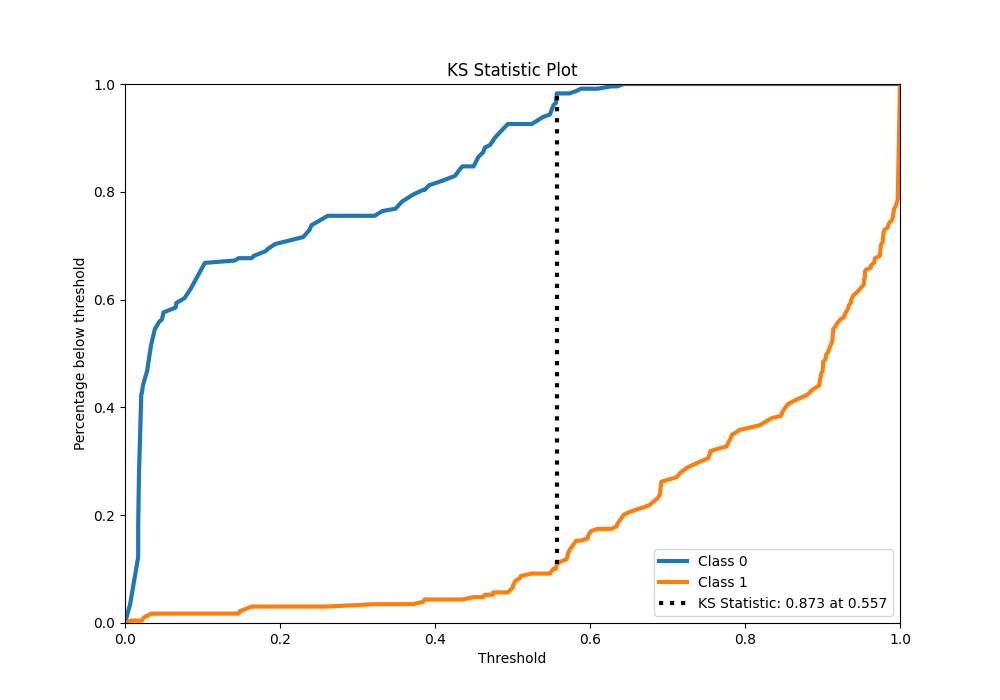 KS Statistic Plot
1.0
0.8
0.6
0.4
0.2
0.0
Percentage below threshold
0.0 0.2 0.4 0.6 0.8 1.0
Threshold
Class 0
Class 1
KS Statistic: 0.873 at 0.557